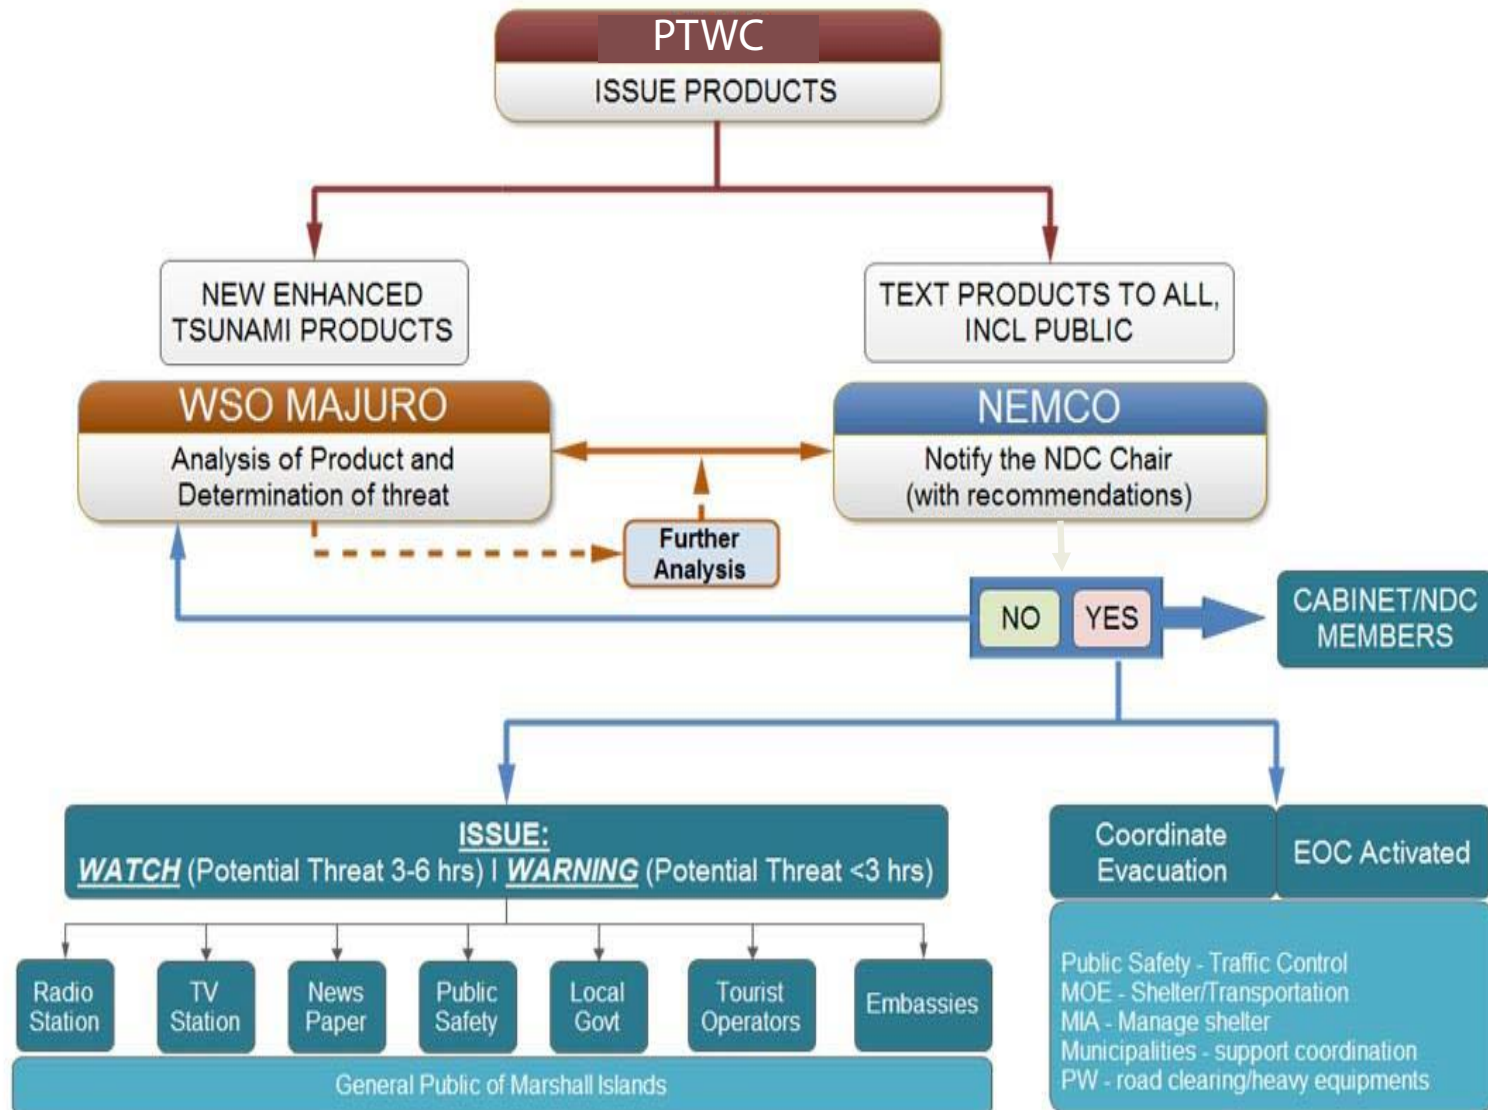 PTWC
ISSUE PRODUCTS
NEW ENHANCED
TSUNAMI PRODUCTS
TEXT PRODUCTS TO ALL,
INCL PUBLIC
WSO MAJURO
Analysis of Product and
Determination of threat
NEMCO
Notify the NDC Chair
(with recommendations)
Further
Analysis
NO
YES
CABINET/NDC
MEMBERS
ISSUE:
WATCH (Potential Threat 3-6 hrs) I WARNING (Potential Threat <3 hrs)
Coordinate
Evacuation
EOC Activated
Radio
Station
TV
Station
News
Paper
Public
Safety
Local
Govt
Tourist
Operators
Embassies
General Public of Marshall Islands
Public Safety - Traffic Control
MOE - Shelter/Transportation
MIA - Manage shelter
Municipalities - support coordination
PW - road clearing/heavy equipments